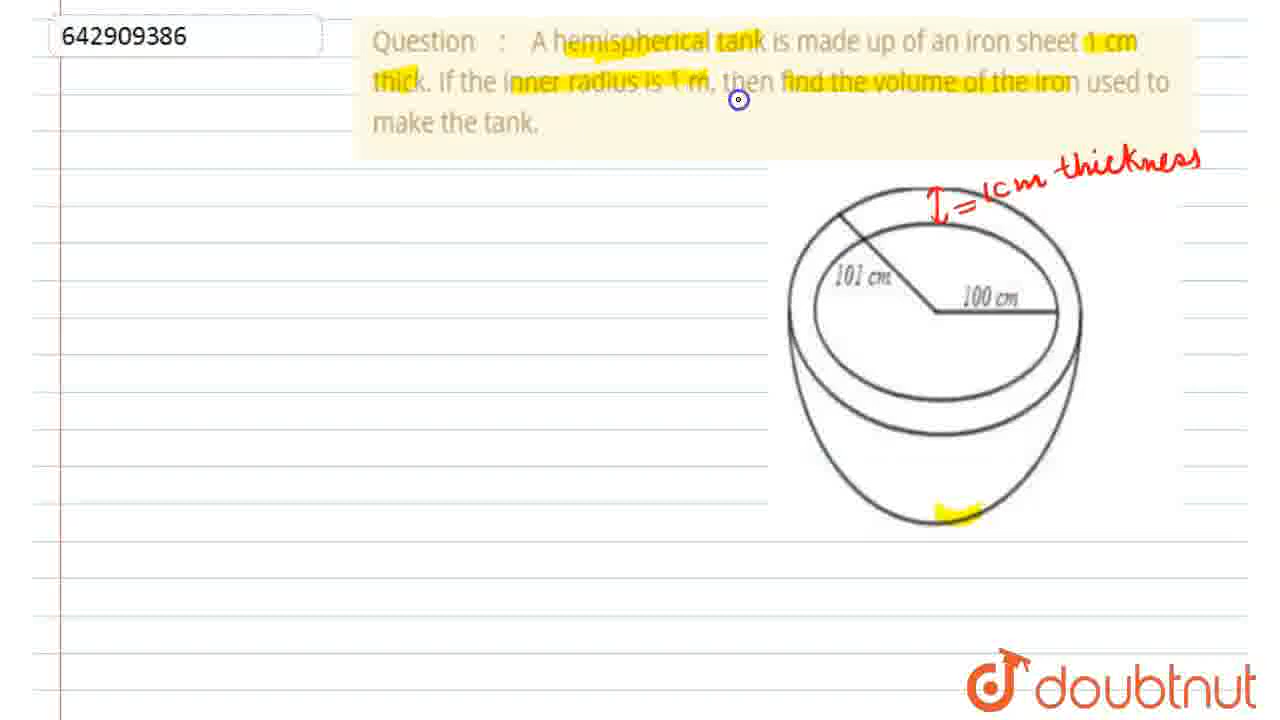 642909386
Question : A hemispherical tank is made up of an iron sheet 1 cm
thick. If the inner radius is 1 m, then find the volume of the iron used to
make the tank.
= 1cm thickness
101 cm
100 cm
doubtnut